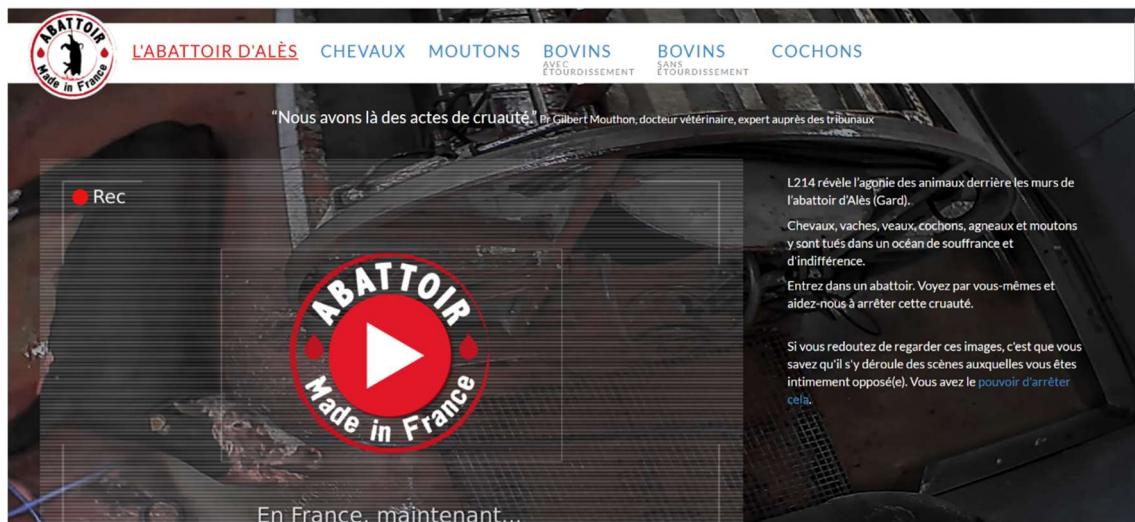 ABATTOIR
Made in France
L'ABATTOIR D'ALÈS
CHEVAUX
MOUTONS
BOVINS
AVEC
ÉTOURDISSEMENT
BOVINS
SANS
ÉTOURDISSEMENT
COCHONS
“Nous avons là des actes de cruauté.” Pr Gilbert Mouthon, docteur vétérinaire, expert auprès des tribunaux
Rec
ABATTOIR
Made in France
En France, maintenant...
L214 révèle l'agonie des animaux derrière les murs de
l'abattoir d'Alès (Gard).
Chevaux, vaches, veaux, cochons, agneaux et moutons
y sont tués dans un océan de souffrance et
d'indifférence.
Entrez dans un abattoir. Voyez par vous-mêmes et
aidez-nous à arrêter cette cruauté.
Si vous redoutez de regarder ces images, c'est que vous
savez qu'il s'y déroule des scènes auxquelles vous êtes
intimement opposé(e). Vous avez le pouvoir d'arrêter
cela.